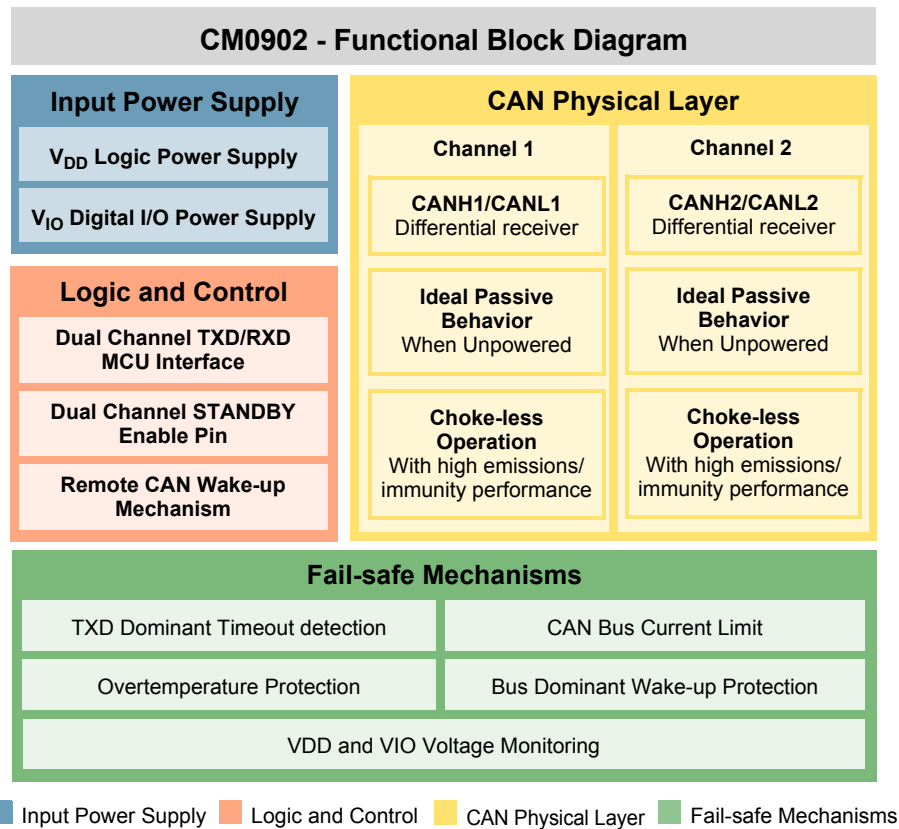 CM0902 - Functional Block Diagram
Input Power Supply
V_DD Logic Power Supply
V_IO Digital I/O Power Supply
Logic and Control
Dual Channel TXD/RXD
MCU Interface
Dual Channel STANDBY
Enable Pin
Remote CAN Wake-up
Mechanism
CAN Physical Layer
Channel 1
CANH1/CANL1
Differential receiver
Ideal Passive
Behavior
When Unpowered
Choke-less
Operation
With high emissions/
immunity performance
Channel 2
CANH2/CANL2
Differential receiver
Ideal Passive
Behavior
When Unpowered
Choke-less
Operation
With high emissions/
immunity performance
Fail-safe Mechanisms
TXD Dominant Timeout detection
CAN Bus Current Limit
Overtemperature Protection
Bus Dominant Wake-up Protection
VDD and VIO Voltage Monitoring
Input Power Supply
Logic and Control
CAN Physical Layer
Fail-safe Mechanisms